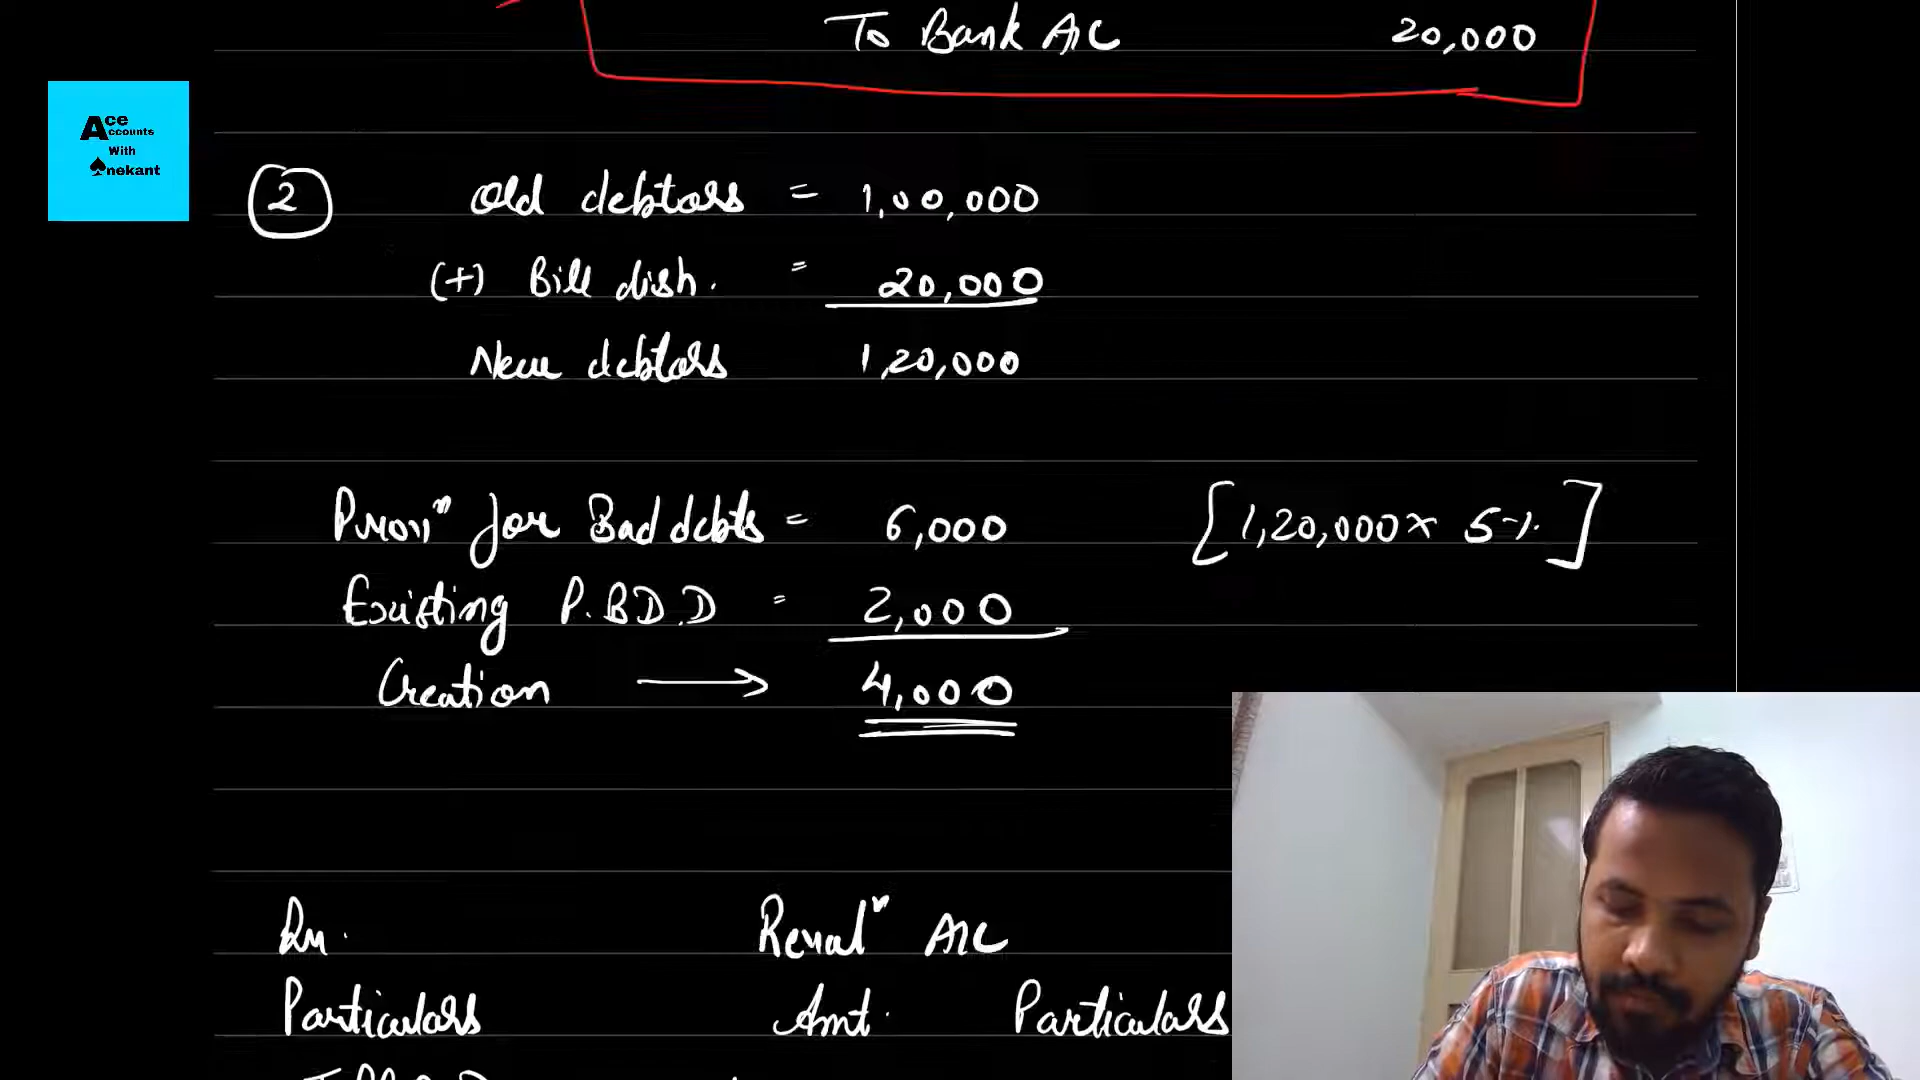 To Bank A/C 20,000
Ace
Accounts
With
Anekant
2 Old debtors = 1,00,000
(+) Bill dish. = 20,000
New debtors 1,20,000
Provⁿ for Bad debts = 6,000 [1,20,000 x 5%]
Existing P.B.D.D = 2,000
Creation → 4,000
Dr. Revalⁿ A/C
Particulars Amt. Particulars